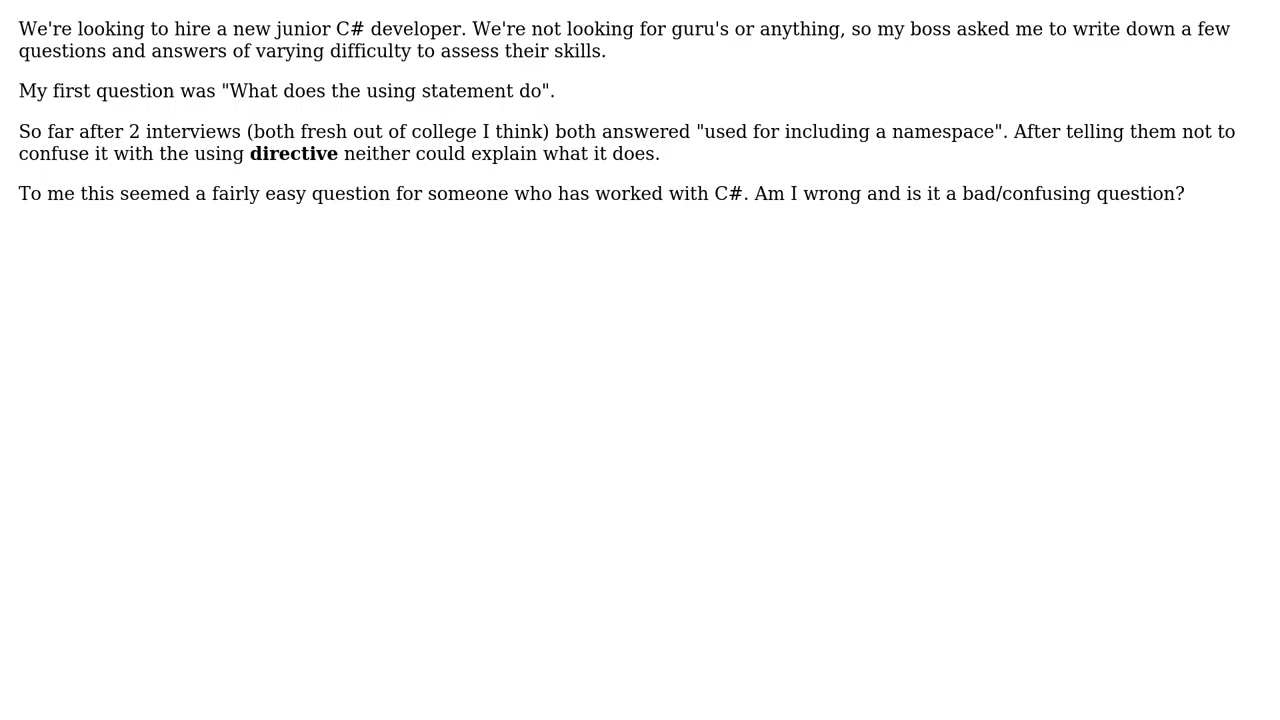 We're looking to hire a new junior C# developer. We're not looking for guru's or anything, so my boss asked me to write down a few
questions and answers of varying difficulty to assess their skills.
My first question was "What does the using statement do".
So far after 2 interviews (both fresh out of college I think) both answered "used for including a namespace". After telling them not to
confuse it with the using directive neither could explain what it does.
To me this seemed a fairly easy question for someone who has worked with C#. Am I wrong and is it a bad/confusing question?